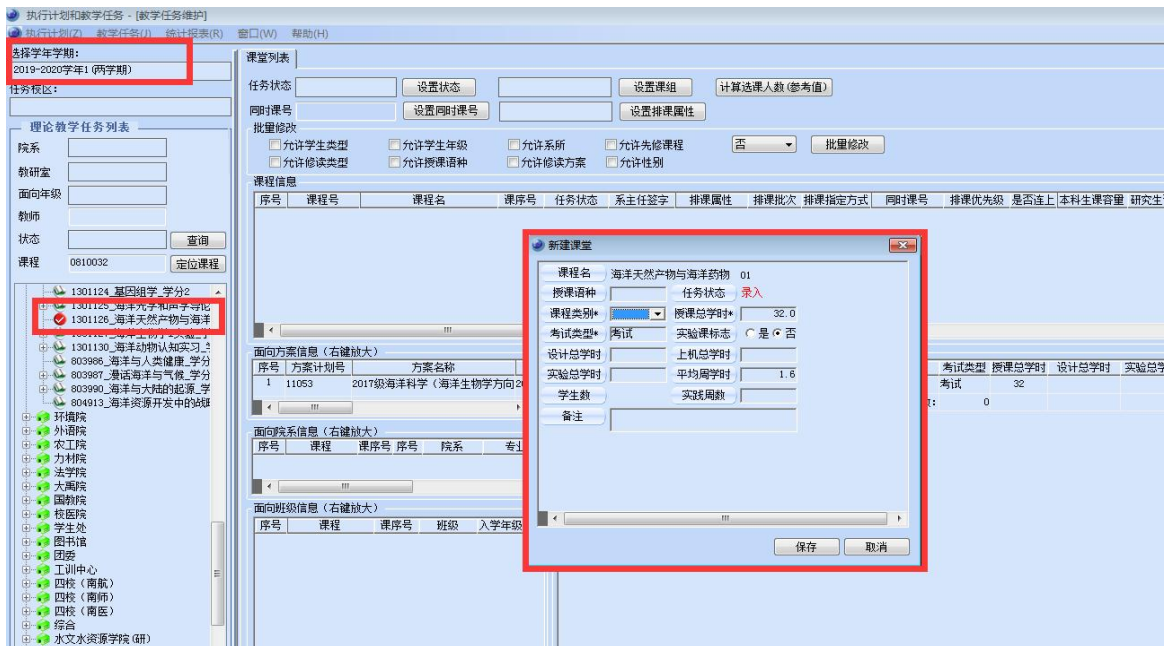 执行计划和教学任务 - [教学任务维护]
执行计划(Z) 教学任务(J) 统计报表(R) 窗口(W) 帮助(H)
选择学年学期:
2019-2020学年1(两学期)
任务校区:
理论教学任务列表
院系
教研室
面向年级
教师
状态 查询
课程 0810032 定位课程
1301124_基因组学_学分2
1301125_海洋光学和声学导论
1301126_海洋天然产物与海洋
1301130_海洋动物认知实习_
803986_海洋与人类健康_学分
803987_漫话海洋与气候_学分
803990_海洋与大陆的起源_学
804913_海洋资源开发中的战
环境院
外语院
农工院
力材院
法学院
大禹院
国教院
校医院
学生处
图书馆
团委
工训中心
四校(南航)
四校(南师)
四校(南医)
综合
水文水资源学院(研)
课堂列表
任务状态 设置状态 设置课组 计算选课人数(参考值)
同时课号 设置同时课号 设置排课属性
批量修改
允许学生类型 允许学生年级 允许系所 允许先修课程 否 批量修改
允许修读类型 允许授课语种 允许修读方案 允许性别
课程信息
序号 课程号 课程名 课序号 任务状态 系主任签字 排课属性 排课批次 排课指定方式 同时课号 排课优先级 是否连上 本科生课容量 研究生
面向方案信息(右键放大)
序号 方案计划号 方案名称
1 11053 2017级海洋科学(海洋生物学方向)
面向院系信息(右键放大)
序号 课程 课序号 序号 院系 专业
面向班级信息(右键放大)
序号 课程 课序号 班级 入学年级
考试类型 授课总学时 设计总学时 实验总学
考试 32
0
新建课堂
课程名 海洋天然产物与海洋药物 01
授课语种 任务状态 录入
课程类别* 授课总学时* 32.0
考试类型* 考试 实验课标志 是 否
设计总学时 上机总学时
实验总学时 平均周学时 1.6
学生数 实践周数
备注
保存 取消